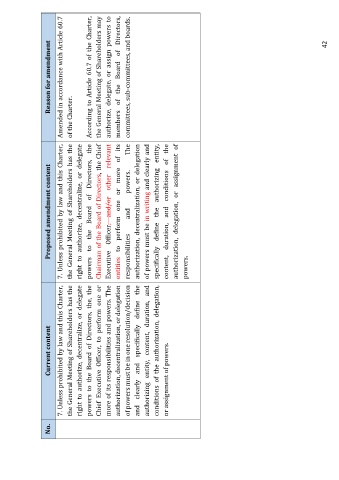 No.
Current content
Proposed amendment content
Reason for amendment
7. Unless prohibited by law and this Charter,
the General Meeting of Shareholders has the
right to authorize, decentralize, or delegate
powers to the Board of Directors, the, the
Chief Executive Officer, to perform one or
more of its responsibilities and powers. The
authorization, decentralization, or delegation
of powers must be in one resolution/decision
and clearly and specifically define the
authorizing entity, content, duration, and
conditions of the authorization, delegation,
or assignment of powers.
7. Unless prohibited by law and this Charter,
the General Meeting of Shareholders has the
right to authorize, decentralize, or delegate
powers to the Board of Directors, the
Chairman of the Board of Directors, the Chief
Executive Officer, and/or other relevant
entities to perform one or more of its
responsibilities and powers. The
authorization, decentralization, or delegation
of powers must be in writing and clearly and
specifically define the authorizing entity,
content, duration, and conditions of the
authorization, delegation, or assignment of
powers.
Amended in accordance with Article 60.7
of the Charter.
According to Article 60.7 of the Charter,
the General Meeting of Shareholders may
authorize, delegate, or assign powers to
members of the Board of Directors,
committees, sub-committees, and boards.
42